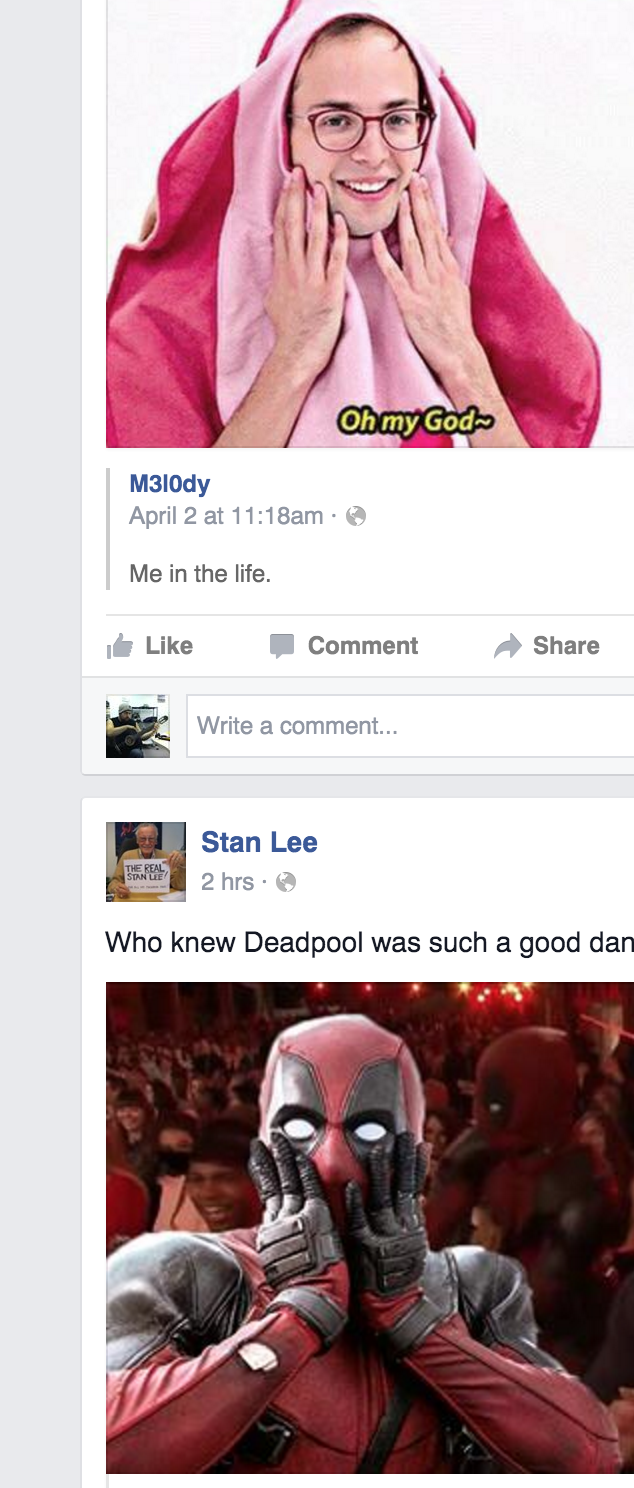 Oh my God~
M3l0dy
April 2 at 11:18am ·
Me in the life.
Like
Comment
Share
Write a comment...
THE REAL
STAN LEE!
Stan Lee
2 hrs ·
Who knew Deadpool was such a good dan